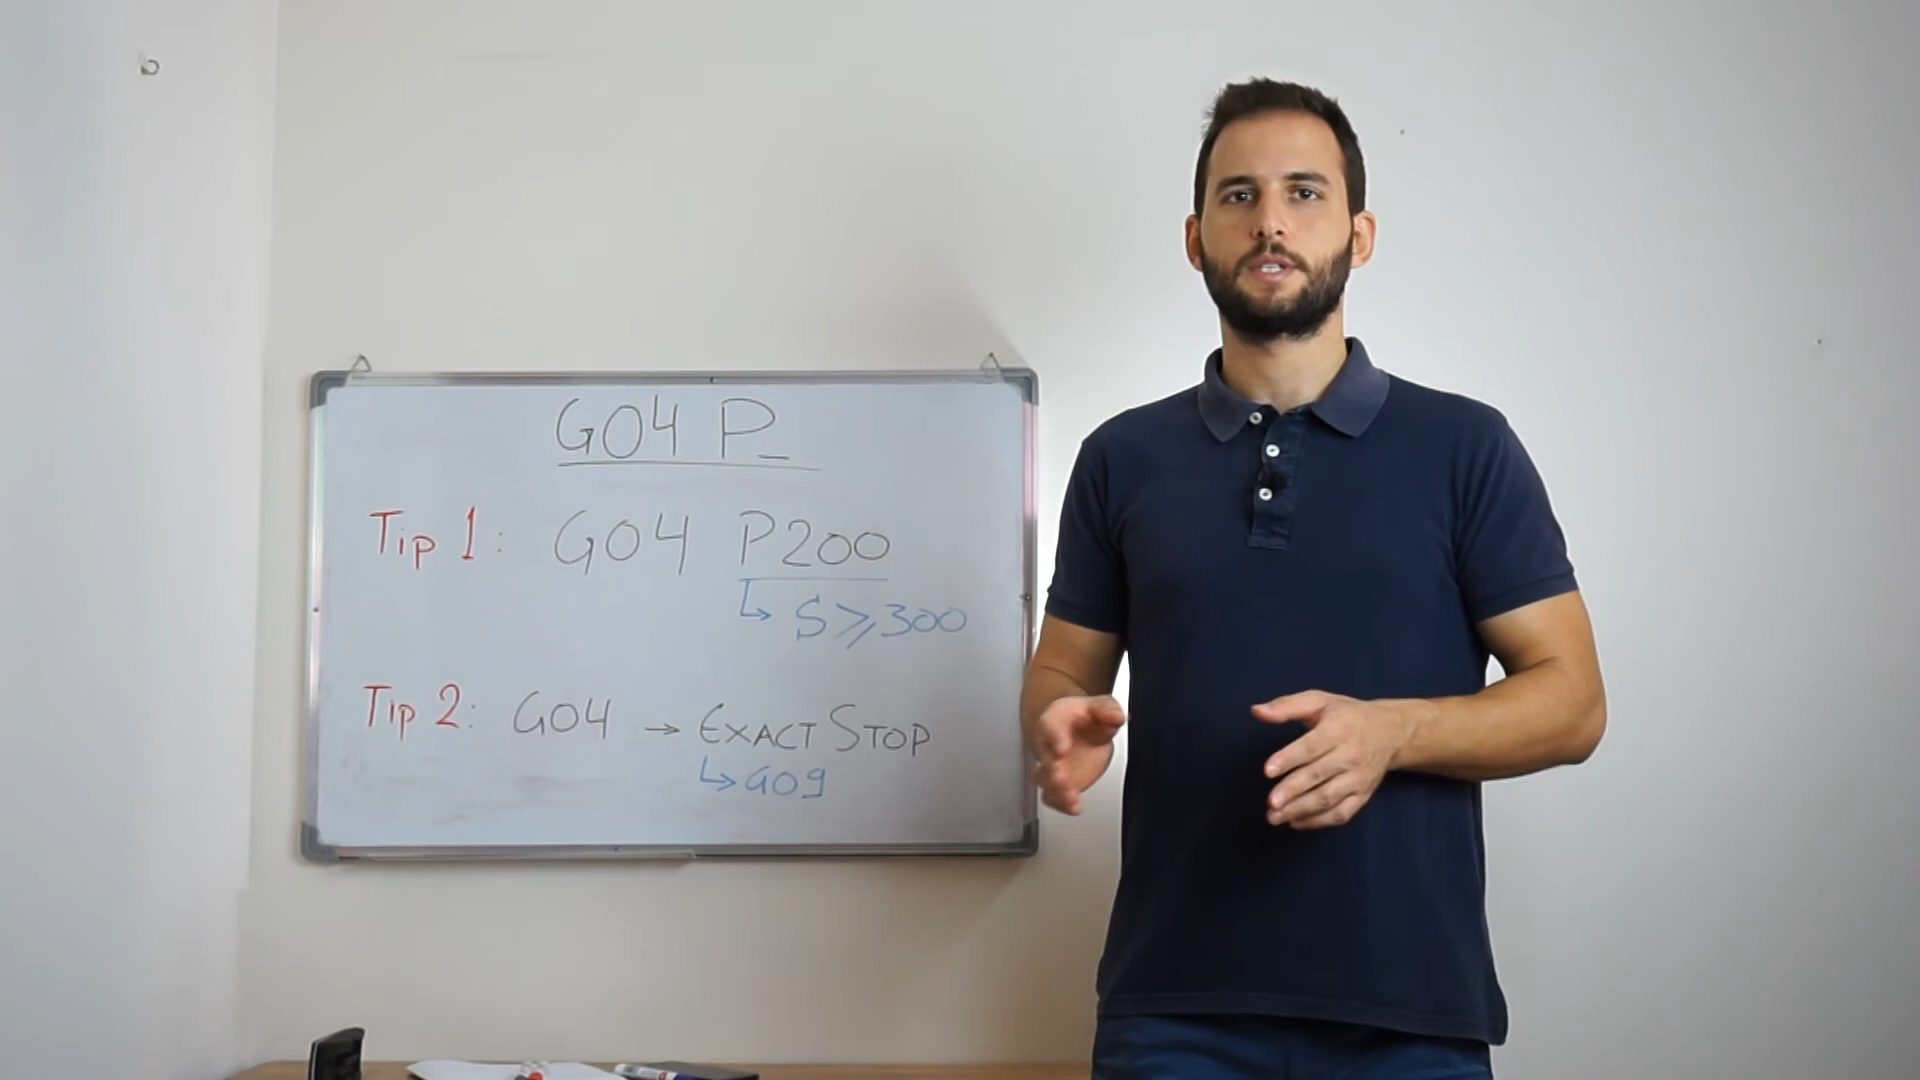 G04 P_
Tip 1: G04 P200
↳ S⩾300
Tip 2: G04 → EXACT STOP
↳ G09